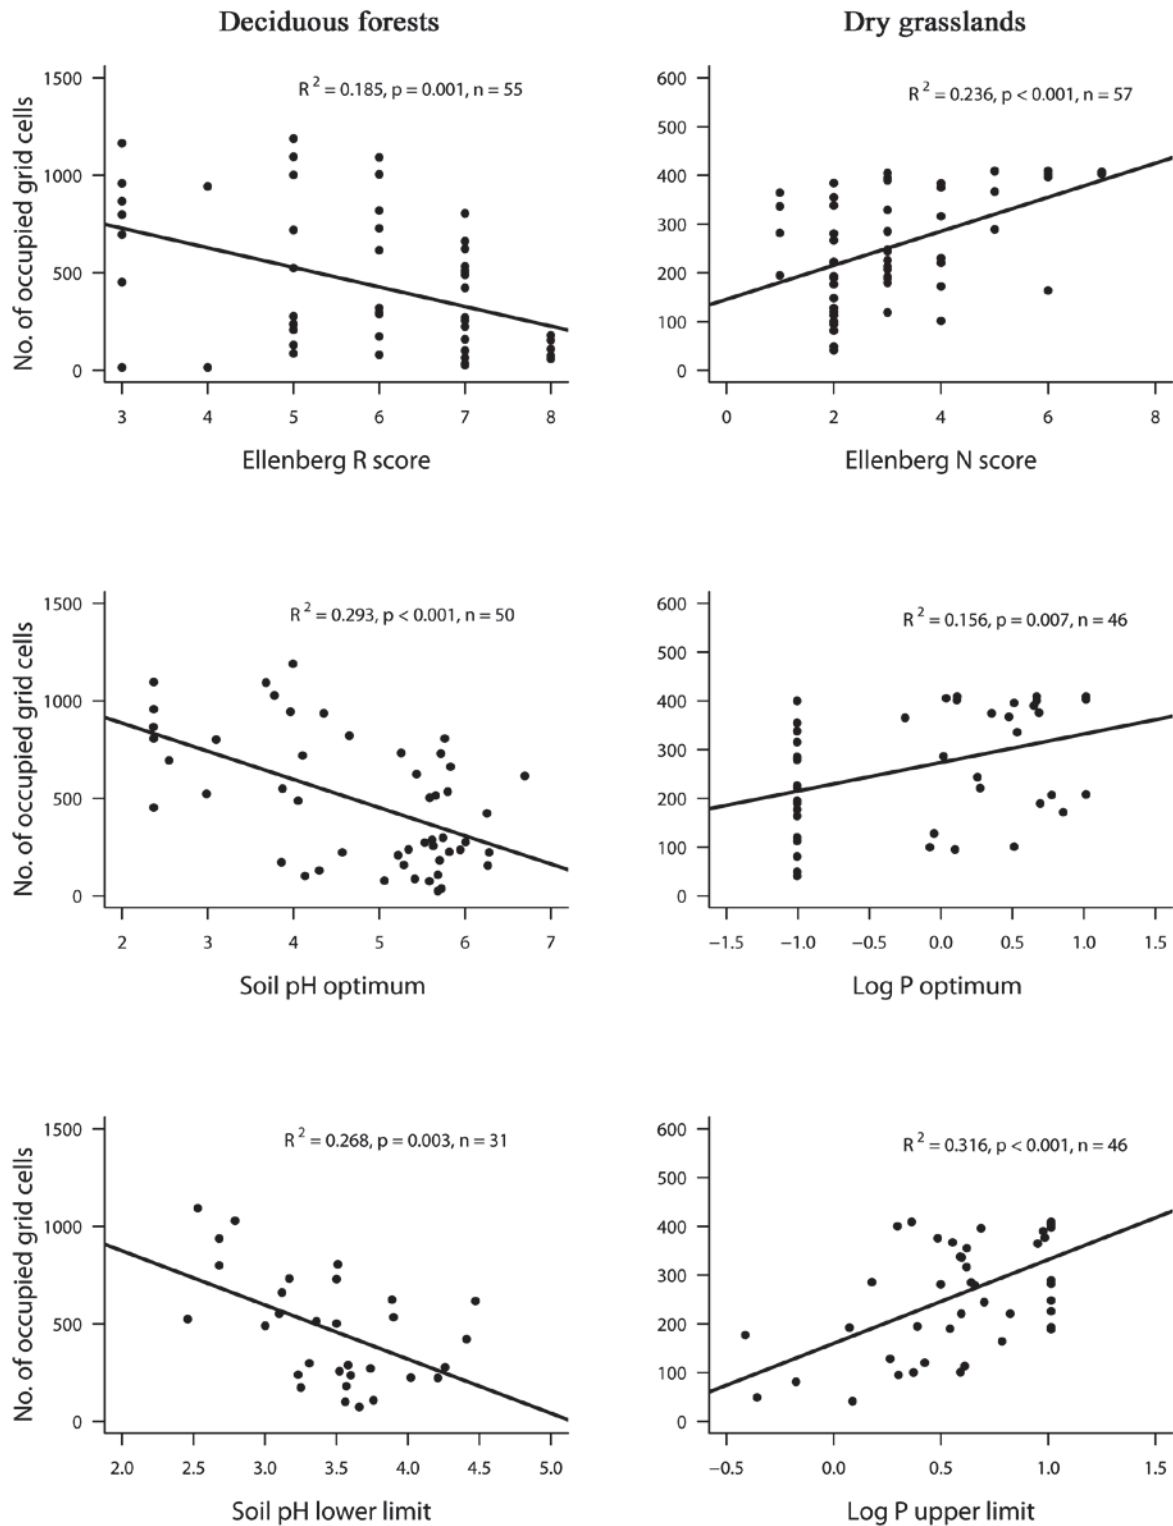 Deciduous forests
Dry grasslands
No. of occupied grid cells
1500
1000
500
0
R² = 0.185, p = 0.001, n = 55
3 4 5 6 7 8
Ellenberg R score
600
500
400
300
200
100
0
R² = 0.236, p < 0.001, n = 57
0 2 4 6 8
Ellenberg N score
No. of occupied grid cells
1500
1000
500
0
R² = 0.293, p < 0.001, n = 50
2 3 4 5 6 7
Soil pH optimum
600
500
400
300
200
100
0
R² = 0.156, p = 0.007, n = 46
−1.5 −1.0 −0.5 0.0 0.5 1.0 1.5
Log P optimum
No. of occupied grid cells
1500
1000
500
0
R² = 0.268, p = 0.003, n = 31
2.0 2.5 3.0 3.5 4.0 4.5 5.0
Soil pH lower limit
600
500
400
300
200
100
0
R² = 0.316, p < 0.001, n = 46
−0.5 0.0 0.5 1.0 1.5
Log P upper limit